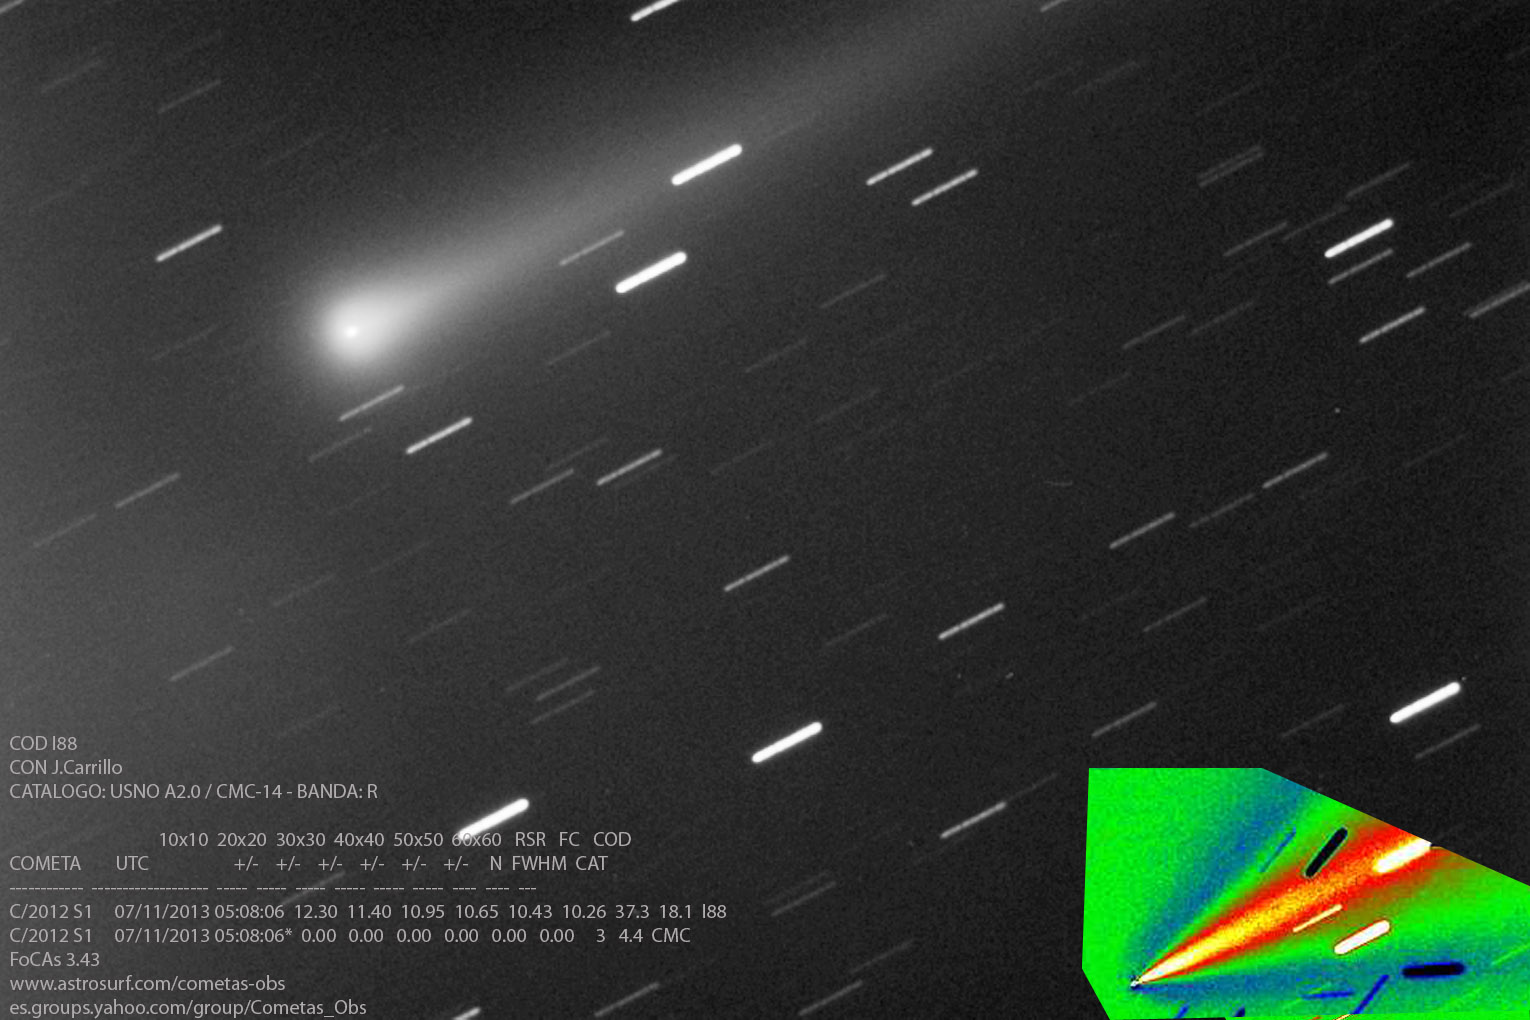 COD I88
CON J.Carrillo
CATALOGO: USNO A2.0 / CMC-14 - BANDA: R
10x10 20x20 30x30 40x40 50x50 60x60 RSR FC COD
COMETA UTC +/- +/- +/- +/- +/- +/- N FWHM CAT
------------ ------------------- ----- ----- ----- ----- ----- ----- ---- ---- ---
C/2012 S1 07/11/2013 05:08:06 12.30 11.40 10.95 10.65 10.43 10.26 37.3 18.1 I88
C/2012 S1 07/11/2013 05:08:06* 0.00 0.00 0.00 0.00 0.00 0.00 3 4.4 CMC
FoCAs 3.43
www.astrosurf.com/cometas-obs
es.groups.yahoo.com/group/Cometas_Obs